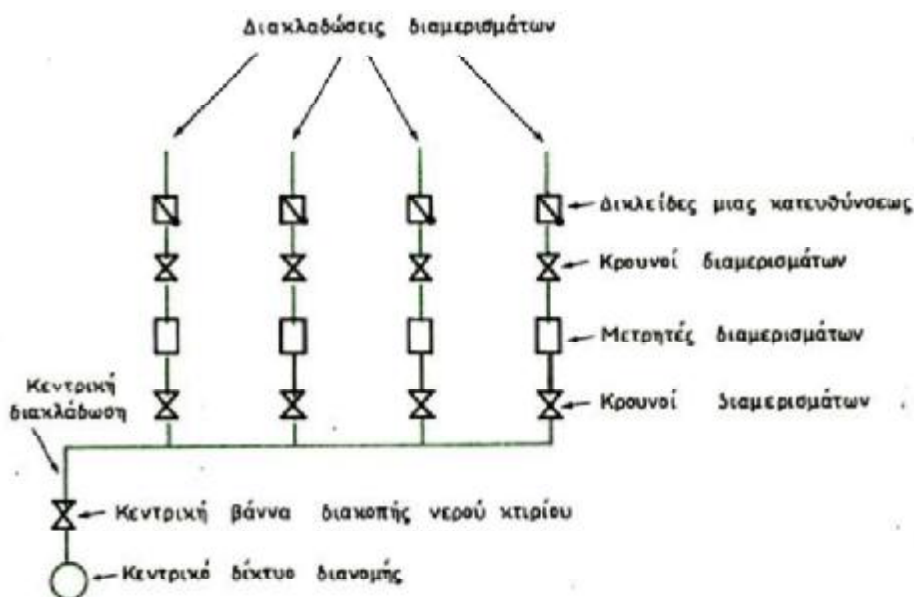 Διακλαδώσεις διαμερισμάτων
Δικλείδες μιας κατευθύνσεως
Κρουνοί διαμερισμάτων
Μετρητές διαμερισμάτων
Κεντρική
διακλάδωση
Κρουνοί διαμερισμάτων
Κεντρική βάννα διακοπής νερού κτιρίου
Κεντρικό δίκτυο διανομής